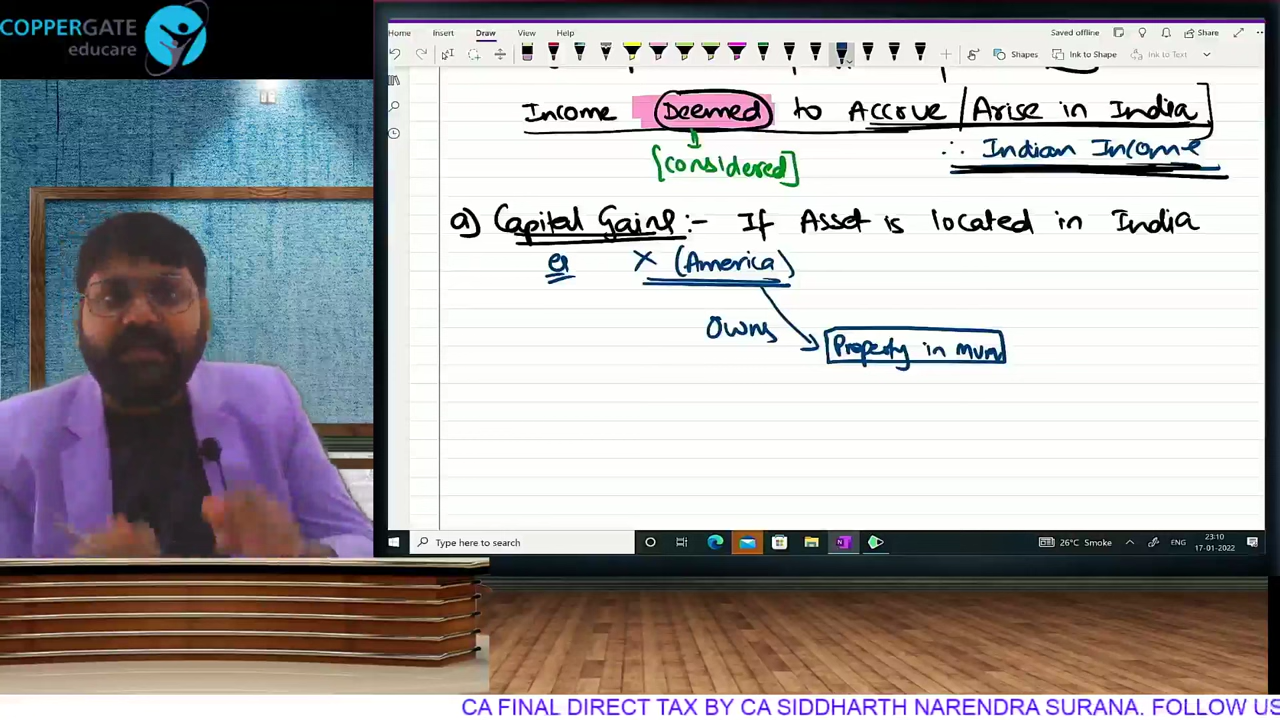 COPPERGATE
educare
Home Insert Draw View Help
Saved offline
Share
Shapes
Ink to Shape
Ink to Text
Income Deemed to Accrue / Arise in India
[considered]
∴ Indian Income
a) Capital Gains :- If Asset is located in India
X (America)
Owns
Property in Mum
Type here to search
26°C Smoke
ENG
23:10
17-01-2022
CA FINAL DIRECT TAX BY CA SIDDHARTH NARENDRA SURANA. FOLLOW US